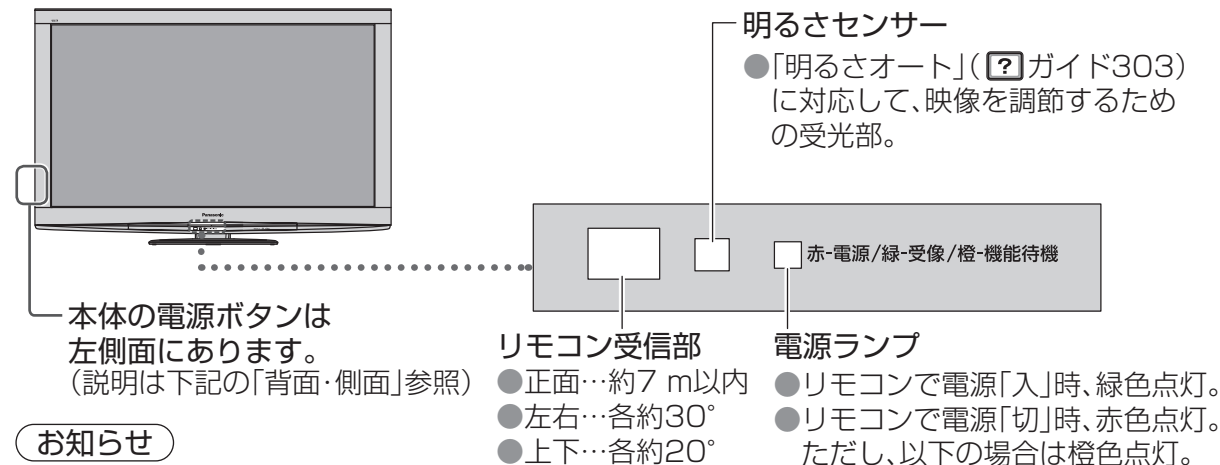 明るさセンサー
●「明るさオート」(?ガイド303)
に対応して、映像を調節するため
の受光部。
Panasonic
赤-電源/緑-受像/橙-機能待機
本体の電源ボタンは
左側面にあります。
(説明は下記の「背面・側面」参照)
リモコン受信部
●正面…約7 m以内
●左右…各約30°
●上下…各約20°
電源ランプ
●リモコンで電源「入」時、緑色点灯。
●リモコンで電源「切」時、赤色点灯。
ただし、以下の場合は橙色点灯。
お知らせ